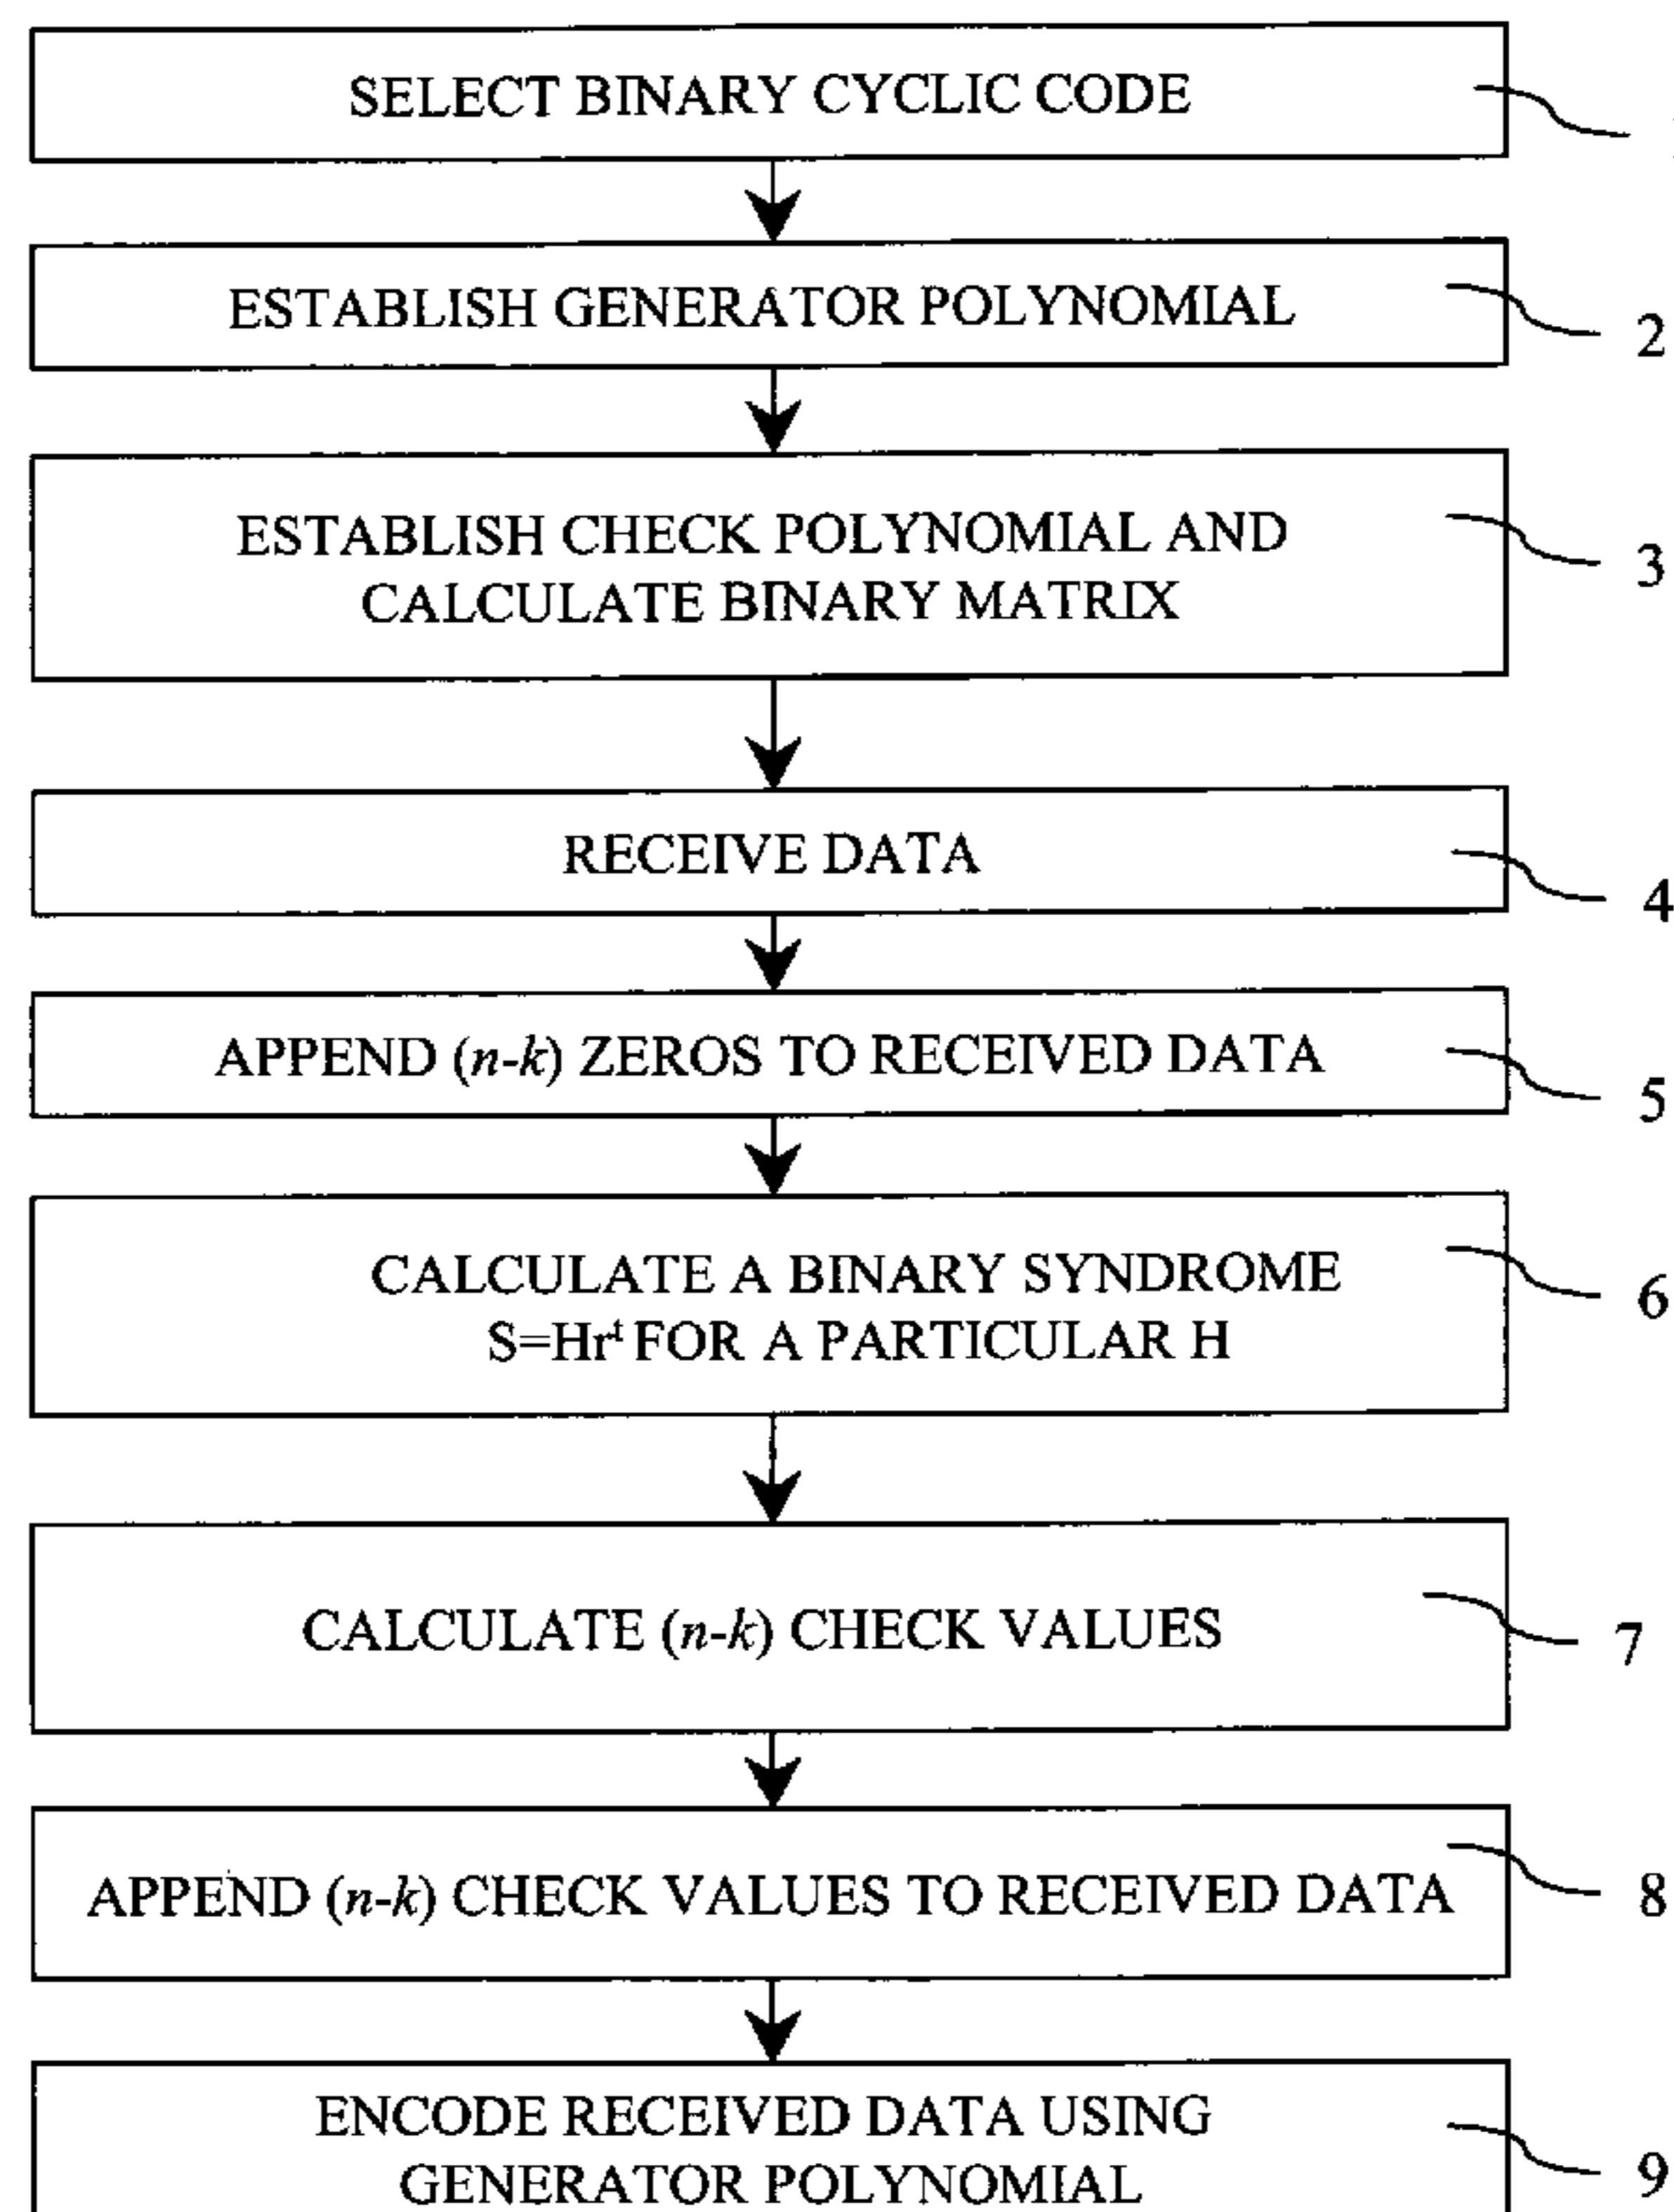 SELECT BINARY CYCLIC CODE
ESTABLISH GENERATOR POLYNOMIAL
2
ESTABLISH CHECK POLYNOMIAL AND
CALCULATE BINARY MATRIX
3
RECEIVE DATA
4
APPEND (n-k) ZEROS TO RECEIVED DATA
5
CALCULATE A BINARY SYNDROME
S=Hrᵗ FOR A PARTICULAR H
6
CALCULATE (n-k) CHECK VALUES
7
APPEND (n-k) CHECK VALUES TO RECEIVED DATA
8
ENCODE RECEIVED DATA USING
GENERATOR POLYNOMIAL
9